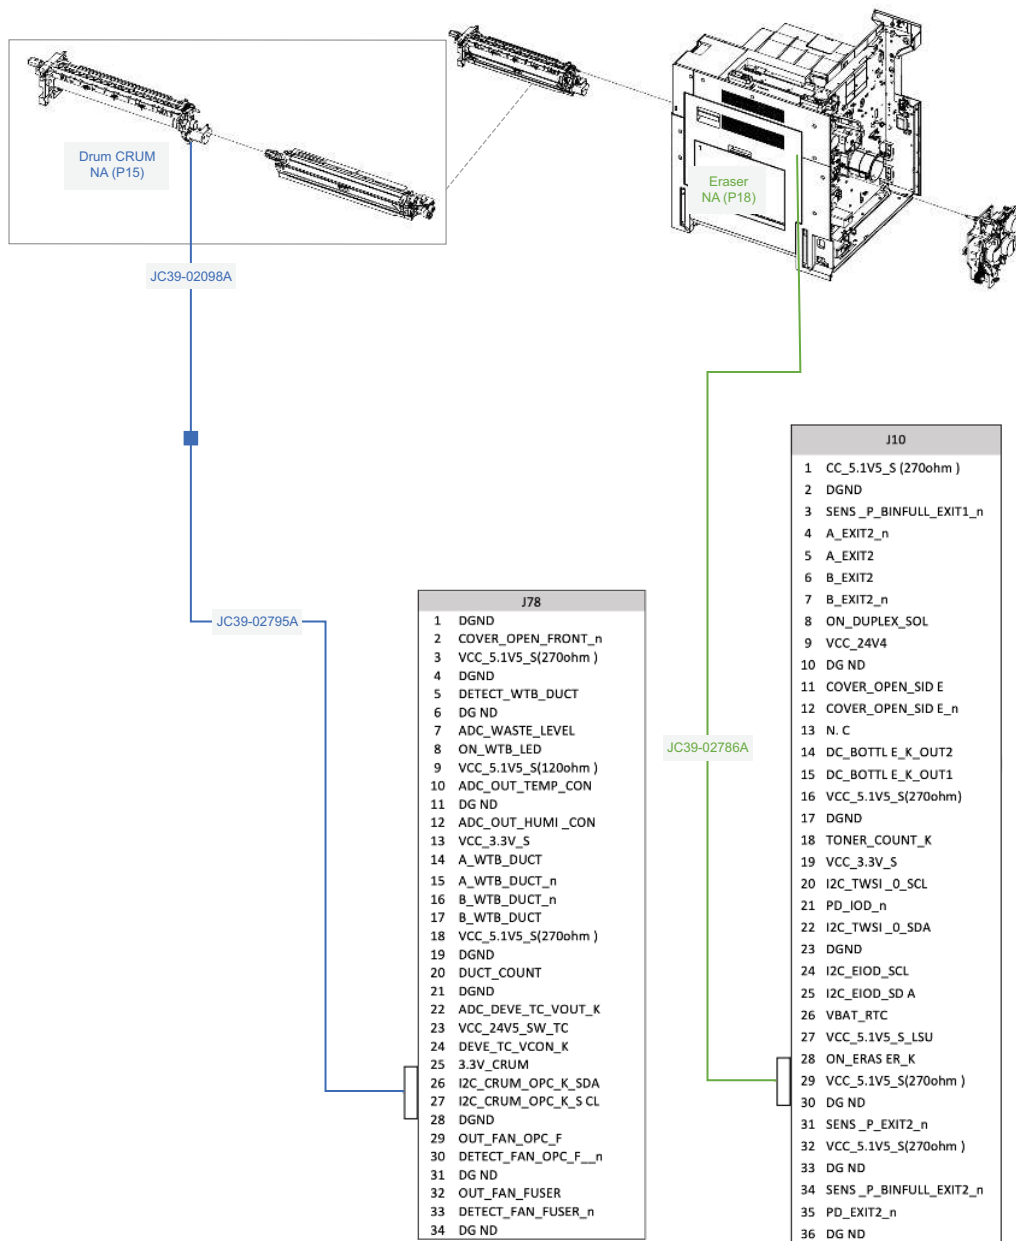 Drum CRUM
NA (P15)
Eraser
NA (P18)
JC39-02098A
JC39-02795A
JC39-02786A
J78
1 DGND
2 COVER_OPEN_FRONT_n
3 VCC_5.1V5_S(270ohm )
4 DGND
5 DETECT_WTB_DUCT
6 DG ND
7 ADC_WASTE_LEVEL
8 ON_WTB_LED
9 VCC_5.1V5_S(120ohm )
10 ADC_OUT_TEMP_CON
11 DG ND
12 ADC_OUT_HUMI _CON
13 VCC_3.3V_S
14 A_WTB_DUCT
15 A_WTB_DUCT_n
16 B_WTB_DUCT_n
17 B_WTB_DUCT
18 VCC_5.1V5_S(270ohm )
19 DGND
20 DUCT_COUNT
21 DGND
22 ADC_DEVE_TC_VOUT_K
23 VCC_24V5_SW_TC
24 DEVE_TC_VCON_K
25 3.3V_CRUM
26 I2C_CRUM_OPC_K_SDA
27 I2C_CRUM_OPC_K_S CL
28 DGND
29 OUT_FAN_OPC_F
30 DETECT_FAN_OPC_F__n
31 DG ND
32 OUT_FAN_FUSER
33 DETECT_FAN_FUSER_n
34 DG ND
J10
1 CC_5.1V5_S (270ohm )
2 DGND
3 SENS _P_BINFULL_EXIT1_n
4 A_EXIT2_n
5 A_EXIT2
6 B_EXIT2
7 B_EXIT2_n
8 ON_DUPLEX_SOL
9 VCC_24V4
10 DG ND
11 COVER_OPEN_SID E
12 COVER_OPEN_SID E_n
13 N. C
14 DC_BOTTL E_K_OUT2
15 DC_BOTTL E_K_OUT1
16 VCC_5.1V5_S(270ohm)
17 DGND
18 TONER_COUNT_K
19 VCC_3.3V_S
20 I2C_TWSI _0_SCL
21 PD_IOD_n
22 I2C_TWSI _0_SDA
23 DGND
24 I2C_EIOD_SCL
25 I2C_EIOD_SD A
26 VBAT_RTC
27 VCC_5.1V5_S_LSU
28 ON_ERAS ER_K
29 VCC_5.1V5_S(270ohm )
30 DG ND
31 SENS _P_EXIT2_n
32 VCC_5.1V5_S(270ohm )
33 DG ND
34 SENS _P_BINFULL_EXIT2_n
35 PD_EXIT2_n
36 DG ND